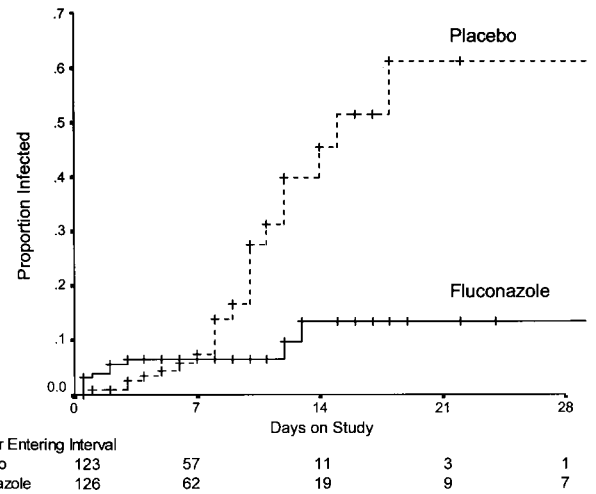 .7
Placebo
.6
.5
.4
.3
.2
.1
0.0
Proportion Infected
Fluconazole
0 7 14 21 28
Days on Study
r Entering Interval
o 123 57 11 3 1
azole 126 62 19 9 7